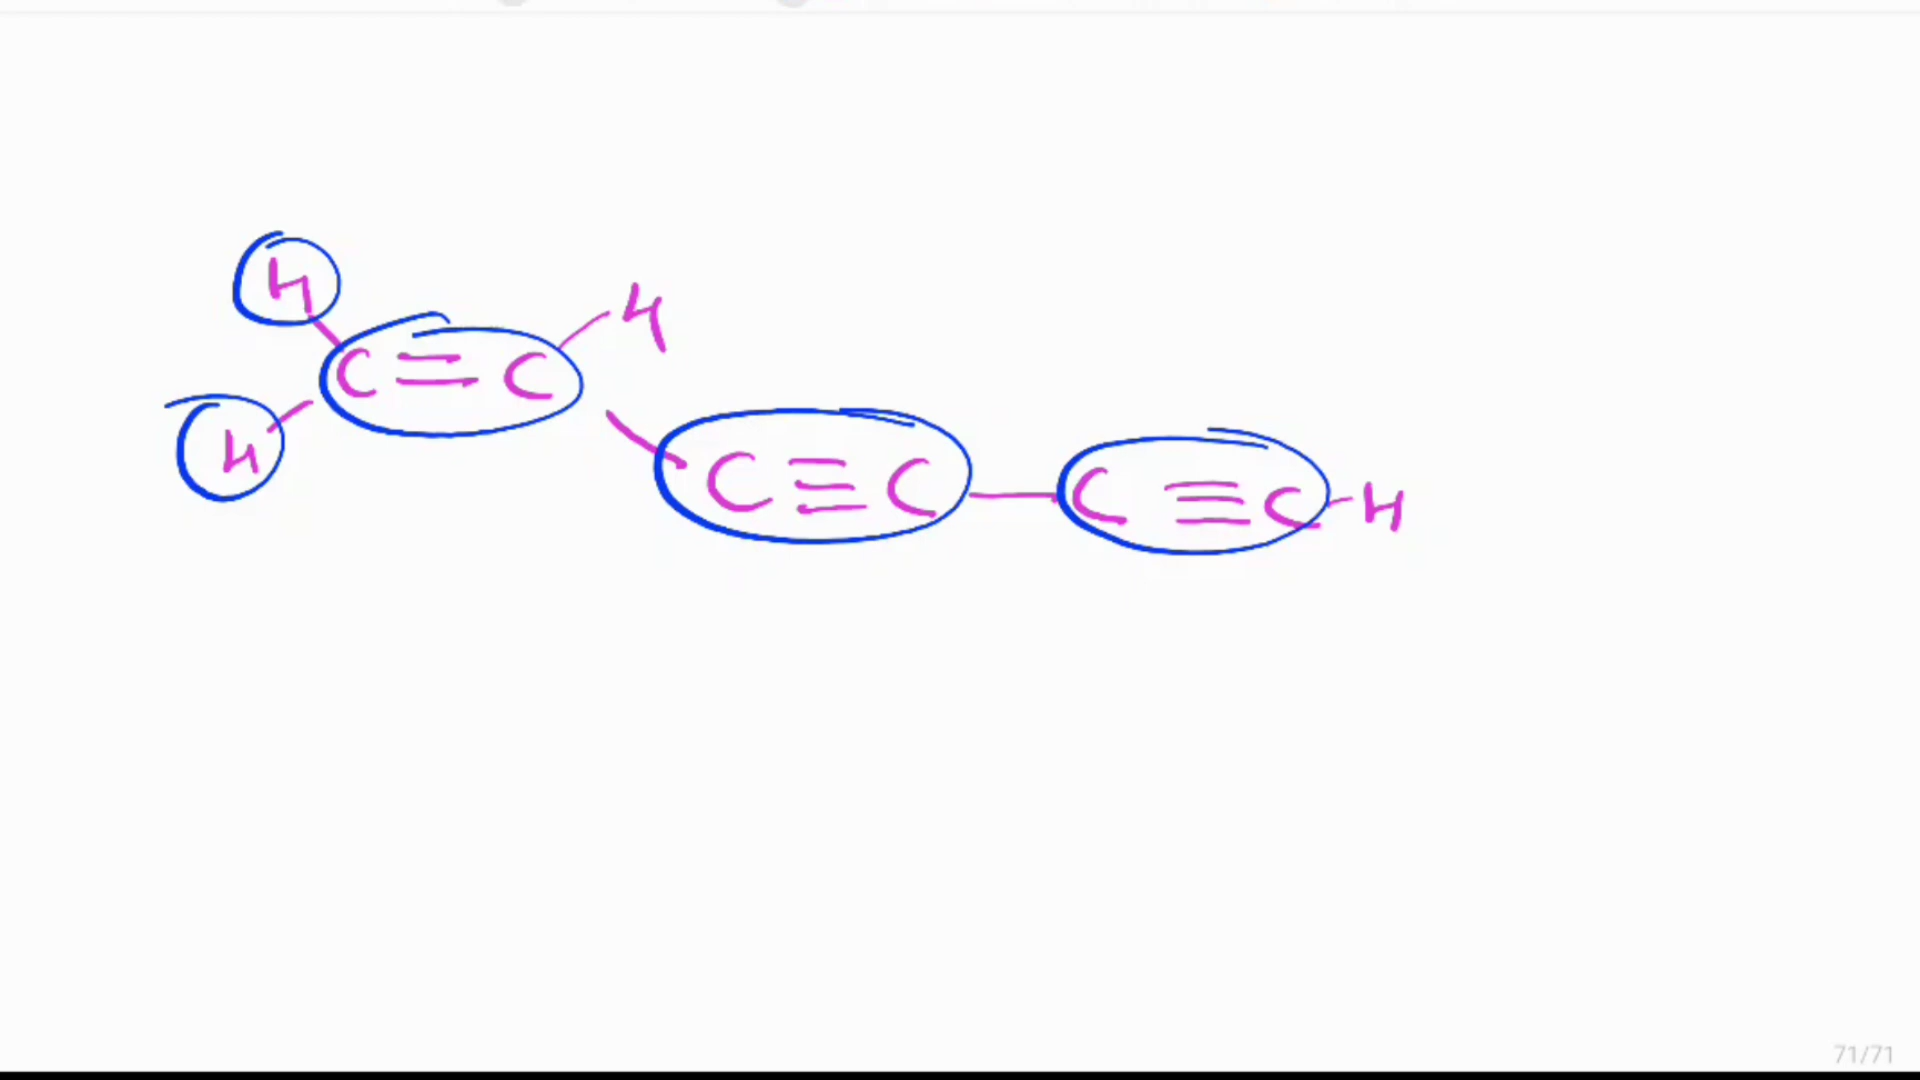 H
C = C - H
H
C ≡ C - C ≡ C - H
71/71